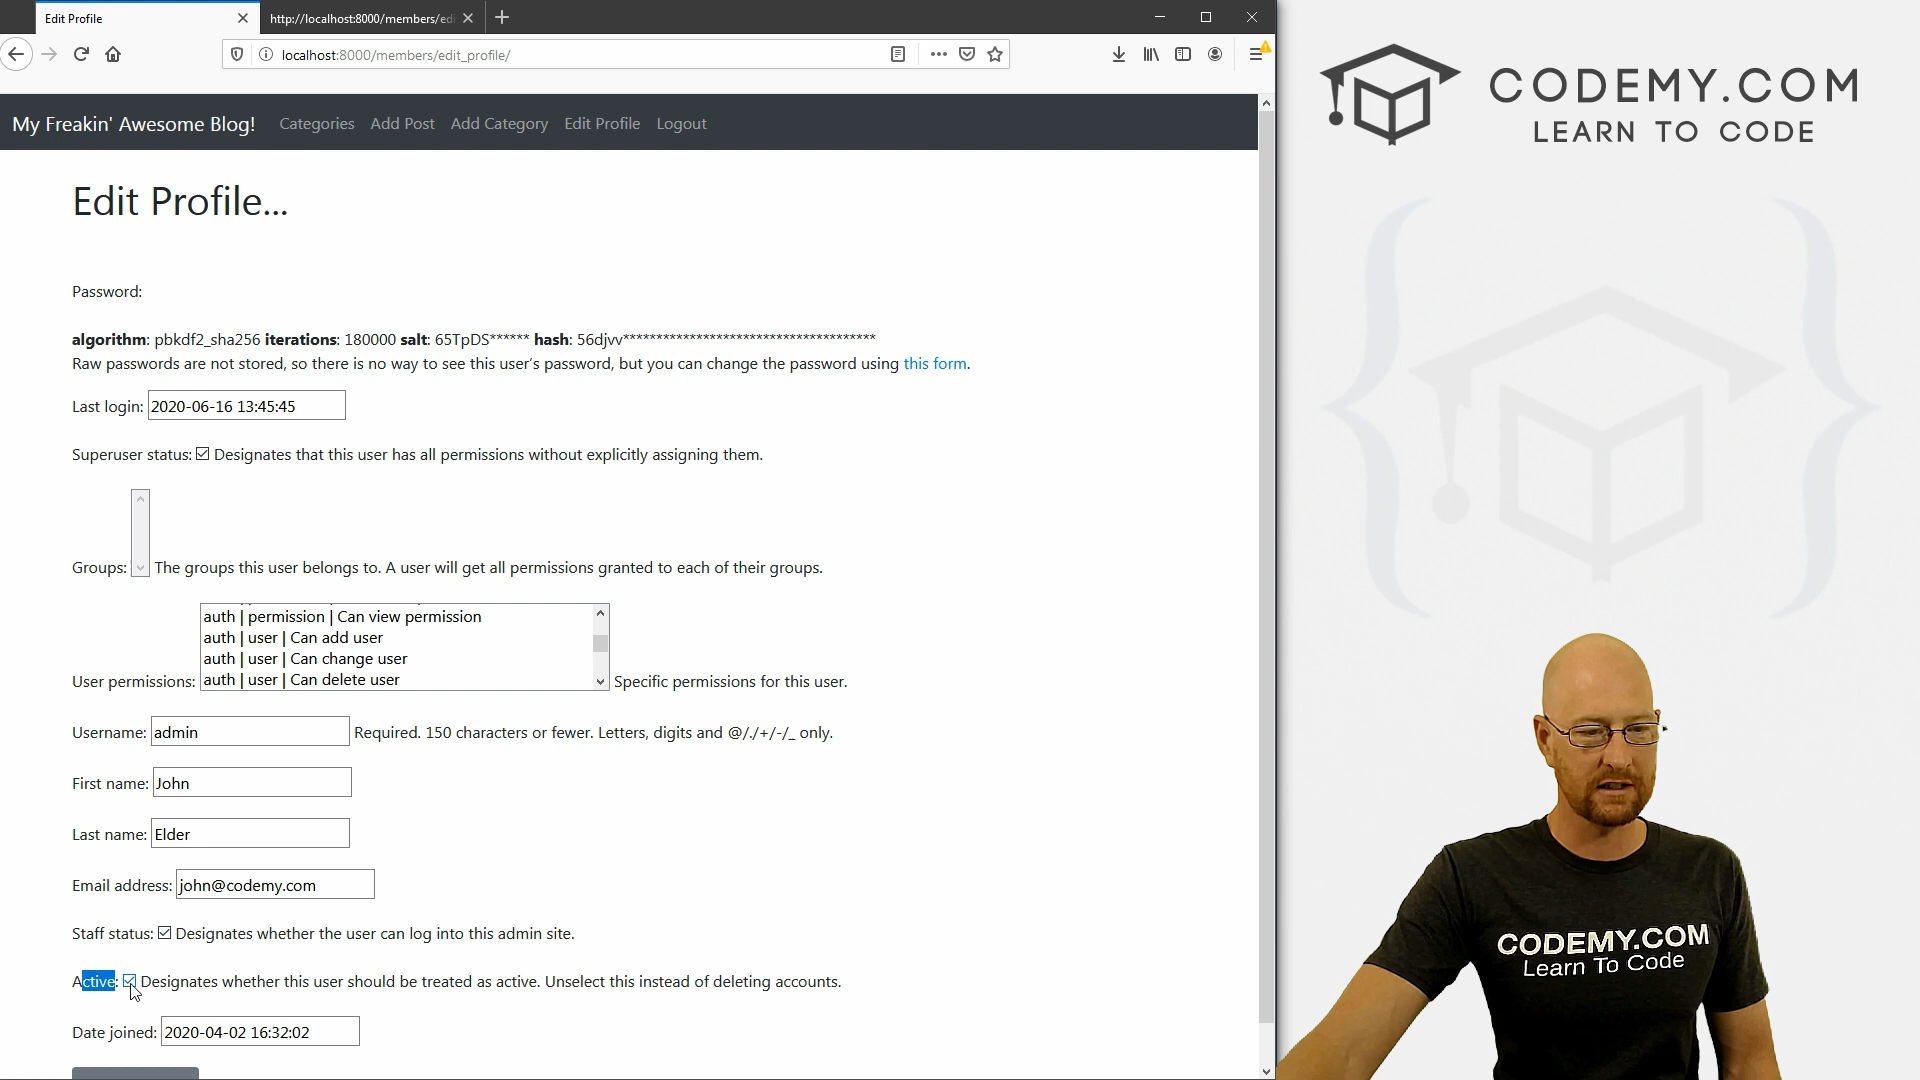 Edit Profile
http://localhost:8000/members/edi
localhost:8000/members/edit_profile/
My Freakin' Awesome Blog!
Categories
Add Post
Add Category
Edit Profile
Logout
Edit Profile...
Password:
algorithm: pbkdf2_sha256 iterations: 180000 salt: 65TpDS****** hash: 56djvv**************************************
Raw passwords are not stored, so there is no way to see this user's password, but you can change the password using this form.
Last login: 2020-06-16 13:45:45
Superuser status: Designates that this user has all permissions without explicitly assigning them.
Groups: The groups this user belongs to. A user will get all permissions granted to each of their groups.
auth | permission | Can view permission
auth | user | Can add user
auth | user | Can change user
auth | user | Can delete user
User permissions: Specific permissions for this user.
Username: admin Required. 150 characters or fewer. Letters, digits and @/./+/-/_ only.
First name: John
Last name: Elder
Email address: john@codemy.com
Staff status: Designates whether the user can log into this admin site.
Active: Designates whether this user should be treated as active. Unselect this instead of deleting accounts.
Date joined: 2020-04-02 16:32:02
CODEMY.COM
LEARN TO CODE
CODEMY.COM
Learn To Code